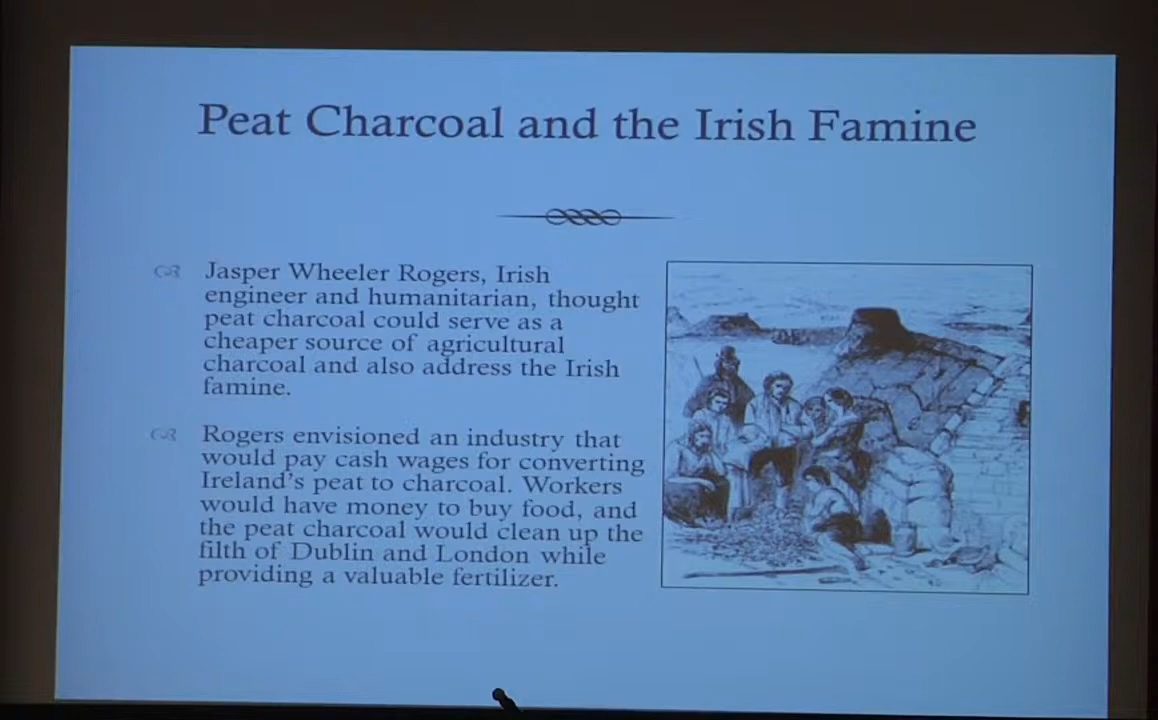 Peat Charcoal and the Irish Famine
Jasper Wheeler Rogers, Irish
engineer and humanitarian, thought
peat charcoal could serve as a
cheaper source of agricultural
charcoal and also address the Irish
famine.
Rogers envisioned an industry that
would pay cash wages for converting
Ireland's peat to charcoal. Workers
would have money to buy food, and
the peat charcoal would clean up the
filth of Dublin and London while
providing a valuable fertilizer.